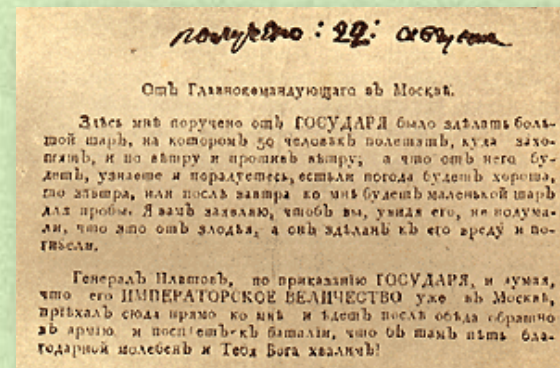 получено: 22: августа
Отъ Главнокомандующаго въ Москвѣ.
Здѣсь мнѣ поручено отъ ГОСУДАРЯ было здѣлать боль-
шой шаръ, на которомъ 50 человѣкъ полетятъ, куда захо-
тятъ, и по вѣтру и противъ вѣтру; а что отъ него бу-
детъ, узнаете и порадуетесь, естьли погода будетъ хороша,
то завтра, или послѣ завтра ко мнѣ будетъ маленькой шаръ
для пробы. Я вамъ заявляю, чтобъ вы, увидя его, не подума-
ли, что это отъ злодѣя, а онъ здѣланъ къ его вреду и по-
гибели.
Генералъ Платовъ, по приказанію ГОСУДАРЯ, и думая,
что его ИМПЕРАТОРСКОЕ ВЕЛИЧЕСТВО уже въ Москвѣ,
пріѣхалъ сюда прямо ко мнѣ и ѣдетъ послѣ обѣда обратно
въ армію и поспѣетъ къ баталіи, что бъ тамъ пѣть бла-
годарной молебенъ и Тебя Бога хвалимъ!